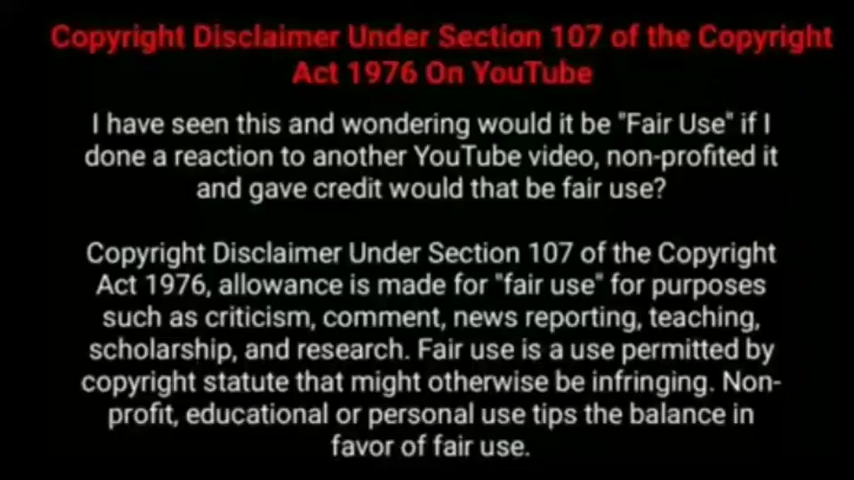 Copyright Disclaimer Under Section 107 of the Copyright
Act 1976 On YouTube
I have seen this and wondering would it be "Fair Use" if I
done a reaction to another YouTube video, non-profited it
and gave credit would that be fair use?
Copyright Disclaimer Under Section 107 of the Copyright
Act 1976, allowance is made for "fair use" for purposes
such as criticism, comment, news reporting, teaching,
scholarship, and research. Fair use is a use permitted by
copyright statute that might otherwise be infringing. Non-
profit, educational or personal use tips the balance in
favor of fair use.